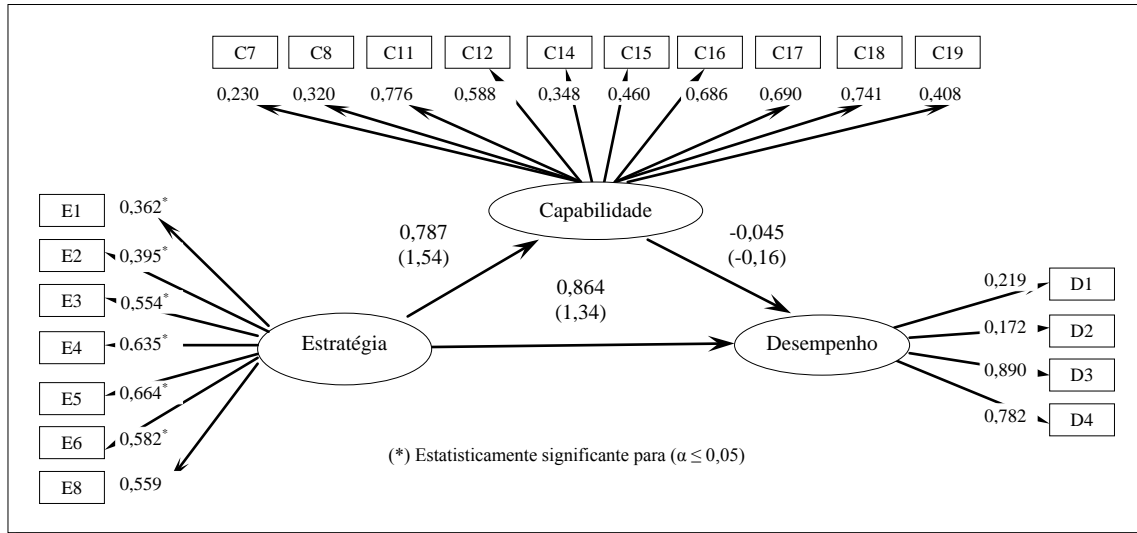 C7 C8 C11 C12 C14 C15 C16 C17 C18 C19
0,230 0,320 0,776 0,588 0,348 0,460 0,686 0,690 0,741 0,408
Capabilidade
E1 0,362*
E2 0,395*
E3 0,554*
E4 0,635*
E5 0,664*
E6 0,582*
E8 0,559
0,787
(1,54)
-0,045
(-0,16)
0,864
(1,34)
Estratégia
Desempenho
0,219 D1
0,172 D2
0,890 D3
0,782 D4
(*) Estatisticamente significante para (α ≤ 0,05)